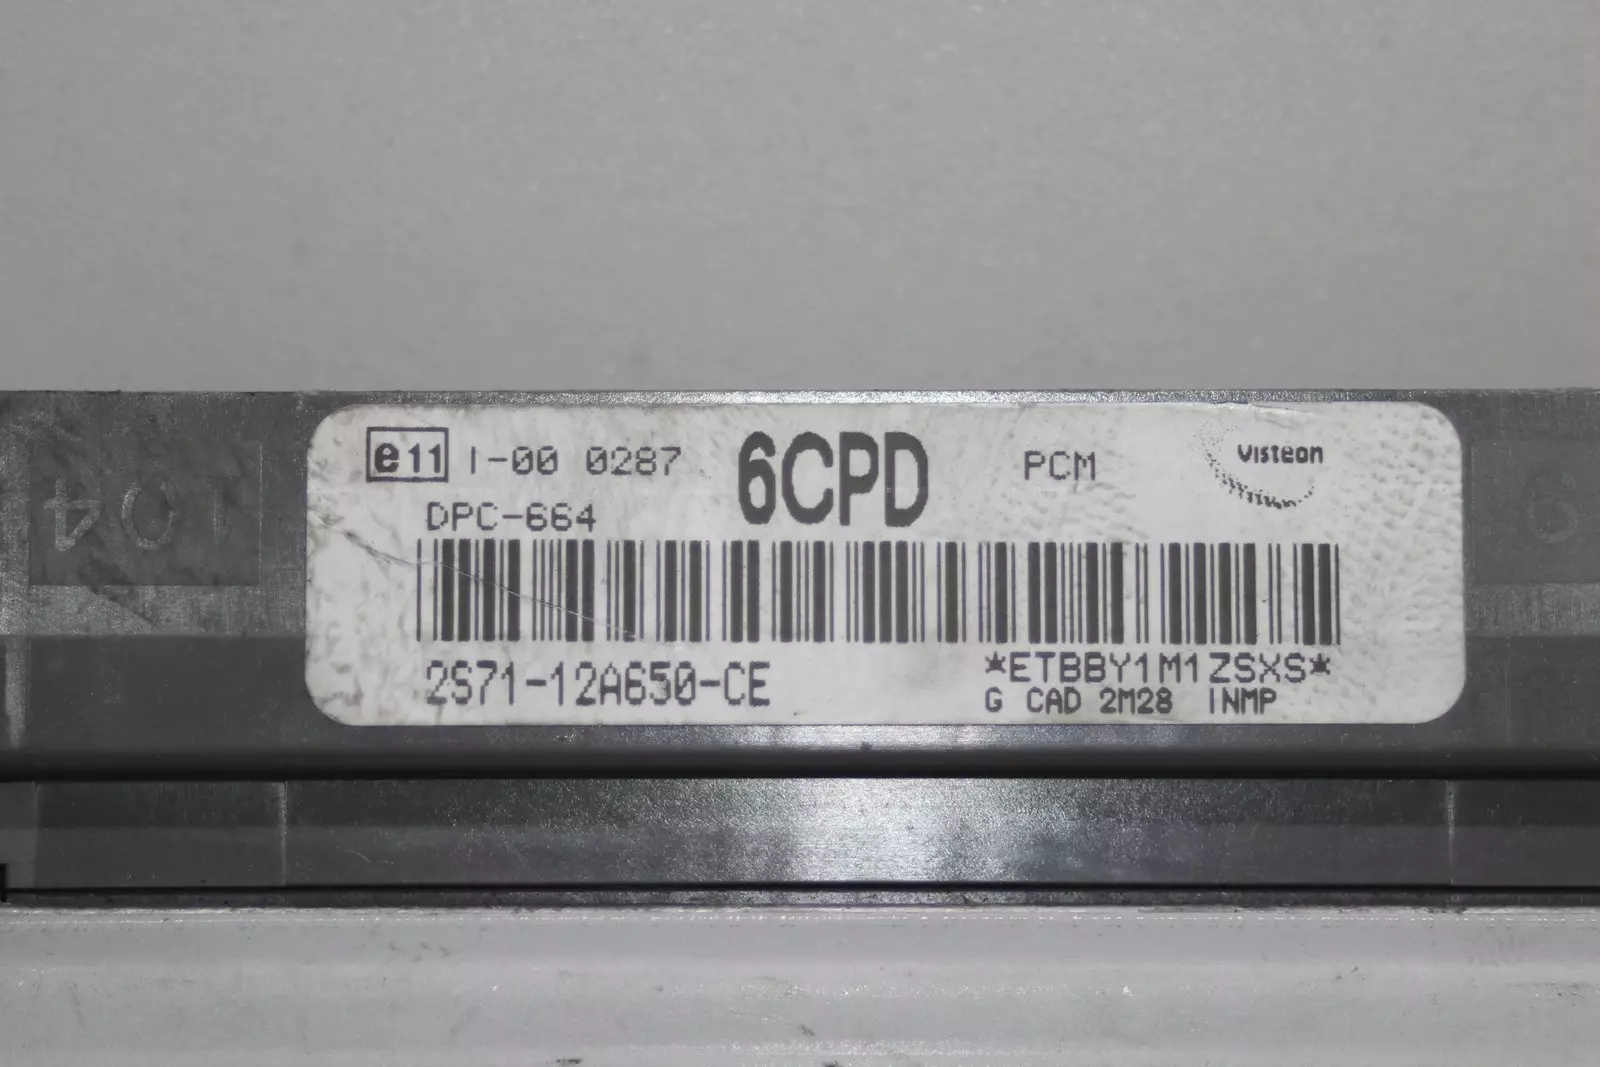 e11 I-00 0287 6CPD PCM Visteon
DPC-664
2S71-12A650-CE *ETBBY1M1ZSXS*
G CAD 2M28 INMP
104